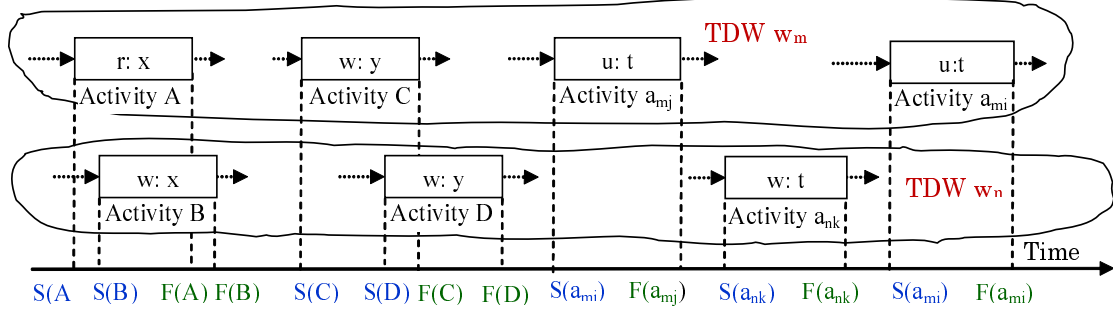 TDW wₘ
r: x
w: y
u: t
u:t
Activity A
Activity C
Activity aₘⱼ
Activity aₘᵢ
w: x
w: y
w: t
TDW wₙ
Activity B
Activity D
Activity aₙₖ
Time
S(A S(B) F(A) F(B) S(C) S(D) F(C) F(D) S(aₘᵢ) F(aₘⱼ) S(aₙₖ) F(aₙₖ) S(aₘᵢ) F(aₘᵢ)